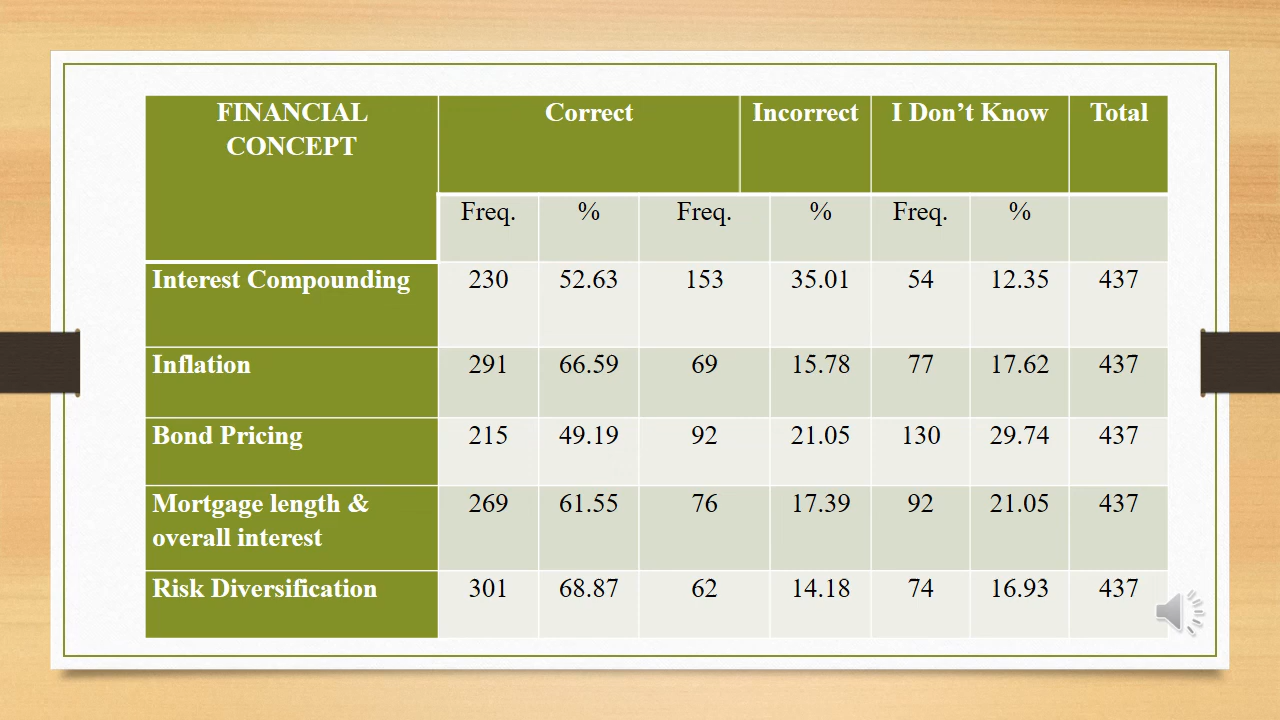 FINANCIAL CONCEPT Correct Incorrect I Don’t Know Total
Freq. % Freq. % Freq. %
Interest Compounding 230 52.63 153 35.01 54 12.35 437
Inflation 291 66.59 69 15.78 77 17.62 437
Bond Pricing 215 49.19 92 21.05 130 29.74 437
Mortgage length & overall interest 269 61.55 76 17.39 92 21.05 437
Risk Diversification 301 68.87 62 14.18 74 16.93 437